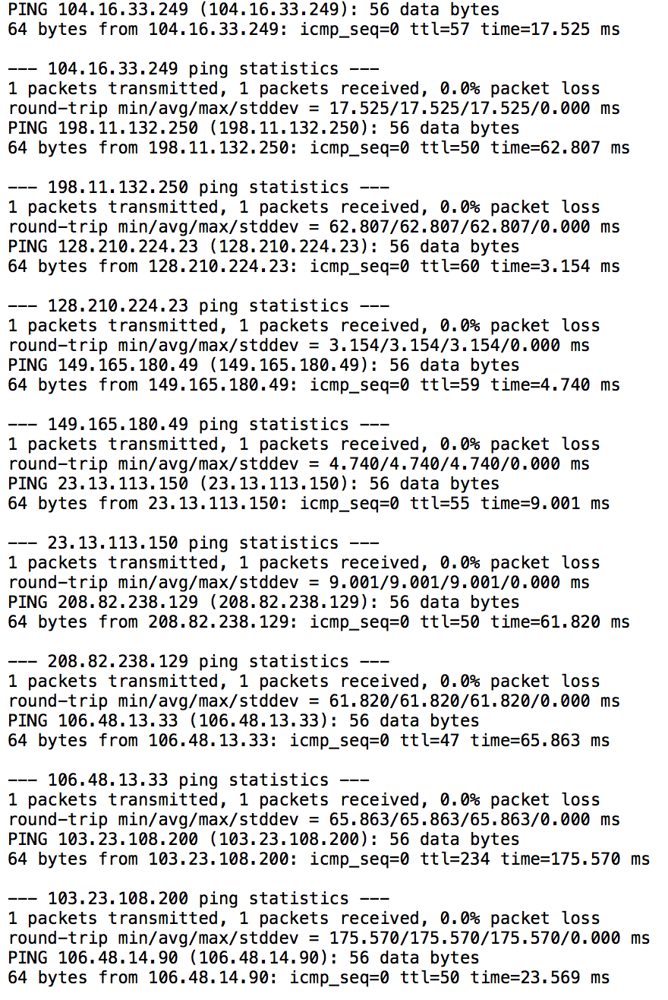 PING 104.16.33.249 (104.16.33.249): 56 data bytes
64 bytes from 104.16.33.249: icmp_seq=0 ttl=57 time=17.525 ms
--- 104.16.33.249 ping statistics ---
1 packets transmitted, 1 packets received, 0.0% packet loss
round-trip min/avg/max/stddev = 17.525/17.525/17.525/0.000 ms
PING 198.11.132.250 (198.11.132.250): 56 data bytes
64 bytes from 198.11.132.250: icmp_seq=0 ttl=50 time=62.807 ms
--- 198.11.132.250 ping statistics ---
1 packets transmitted, 1 packets received, 0.0% packet loss
round-trip min/avg/max/stddev = 62.807/62.807/62.807/0.000 ms
PING 128.210.224.23 (128.210.224.23): 56 data bytes
64 bytes from 128.210.224.23: icmp_seq=0 ttl=60 time=3.154 ms
--- 128.210.224.23 ping statistics ---
1 packets transmitted, 1 packets received, 0.0% packet loss
round-trip min/avg/max/stddev = 3.154/3.154/3.154/0.000 ms
PING 149.165.180.49 (149.165.180.49): 56 data bytes
64 bytes from 149.165.180.49: icmp_seq=0 ttl=59 time=4.740 ms
--- 149.165.180.49 ping statistics ---
1 packets transmitted, 1 packets received, 0.0% packet loss
round-trip min/avg/max/stddev = 4.740/4.740/4.740/0.000 ms
PING 23.13.113.150 (23.13.113.150): 56 data bytes
64 bytes from 23.13.113.150: icmp_seq=0 ttl=55 time=9.001 ms
--- 23.13.113.150 ping statistics ---
1 packets transmitted, 1 packets received, 0.0% packet loss
round-trip min/avg/max/stddev = 9.001/9.001/9.001/0.000 ms
PING 208.82.238.129 (208.82.238.129): 56 data bytes
64 bytes from 208.82.238.129: icmp_seq=0 ttl=50 time=61.820 ms
--- 208.82.238.129 ping statistics ---
1 packets transmitted, 1 packets received, 0.0% packet loss
round-trip min/avg/max/stddev = 61.820/61.820/61.820/0.000 ms
PING 106.48.13.33 (106.48.13.33): 56 data bytes
64 bytes from 106.48.13.33: icmp_seq=0 ttl=47 time=65.863 ms
--- 106.48.13.33 ping statistics ---
1 packets transmitted, 1 packets received, 0.0% packet loss
round-trip min/avg/max/stddev = 65.863/65.863/65.863/0.000 ms
PING 103.23.108.200 (103.23.108.200): 56 data bytes
64 bytes from 103.23.108.200: icmp_seq=0 ttl=234 time=175.570 ms
--- 103.23.108.200 ping statistics ---
1 packets transmitted, 1 packets received, 0.0% packet loss
round-trip min/avg/max/stddev = 175.570/175.570/175.570/0.000 ms
PING 106.48.14.90 (106.48.14.90): 56 data bytes
64 bytes from 106.48.14.90: icmp_seq=0 ttl=50 time=23.569 ms